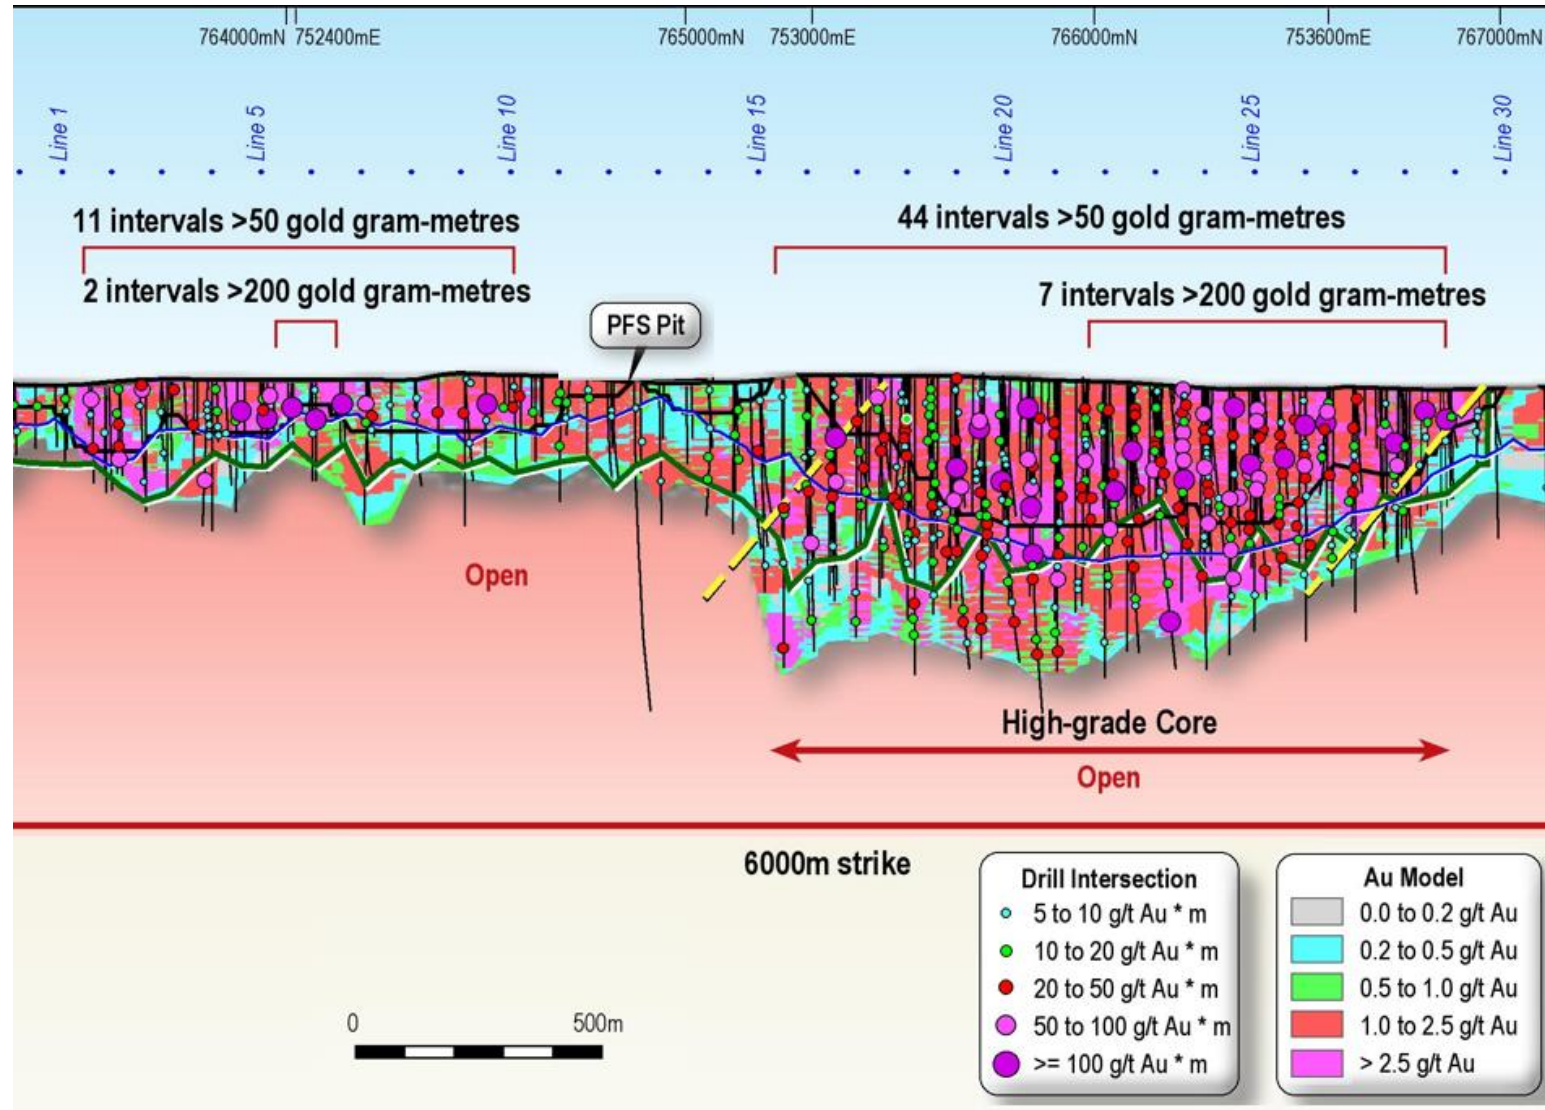 764000mN 752400mE 765000mN 753000mE 766000mN 753600mE 767000mN
Line 1
Line 5
Line 10
Line 15
Line 20
Line 25
Line 30
11 intervals >50 gold gram-metres
44 intervals >50 gold gram-metres
2 intervals >200 gold gram-metres
7 intervals >200 gold gram-metres
PFS Pit
Open
High-grade Core
Open
6000m strike
Drill Intersection
5 to 10 g/t Au * m
10 to 20 g/t Au * m
20 to 50 g/t Au * m
50 to 100 g/t Au * m
>= 100 g/t Au * m
Au Model
0.0 to 0.2 g/t Au
0.2 to 0.5 g/t Au
0.5 to 1.0 g/t Au
1.0 to 2.5 g/t Au
> 2.5 g/t Au
0 500m